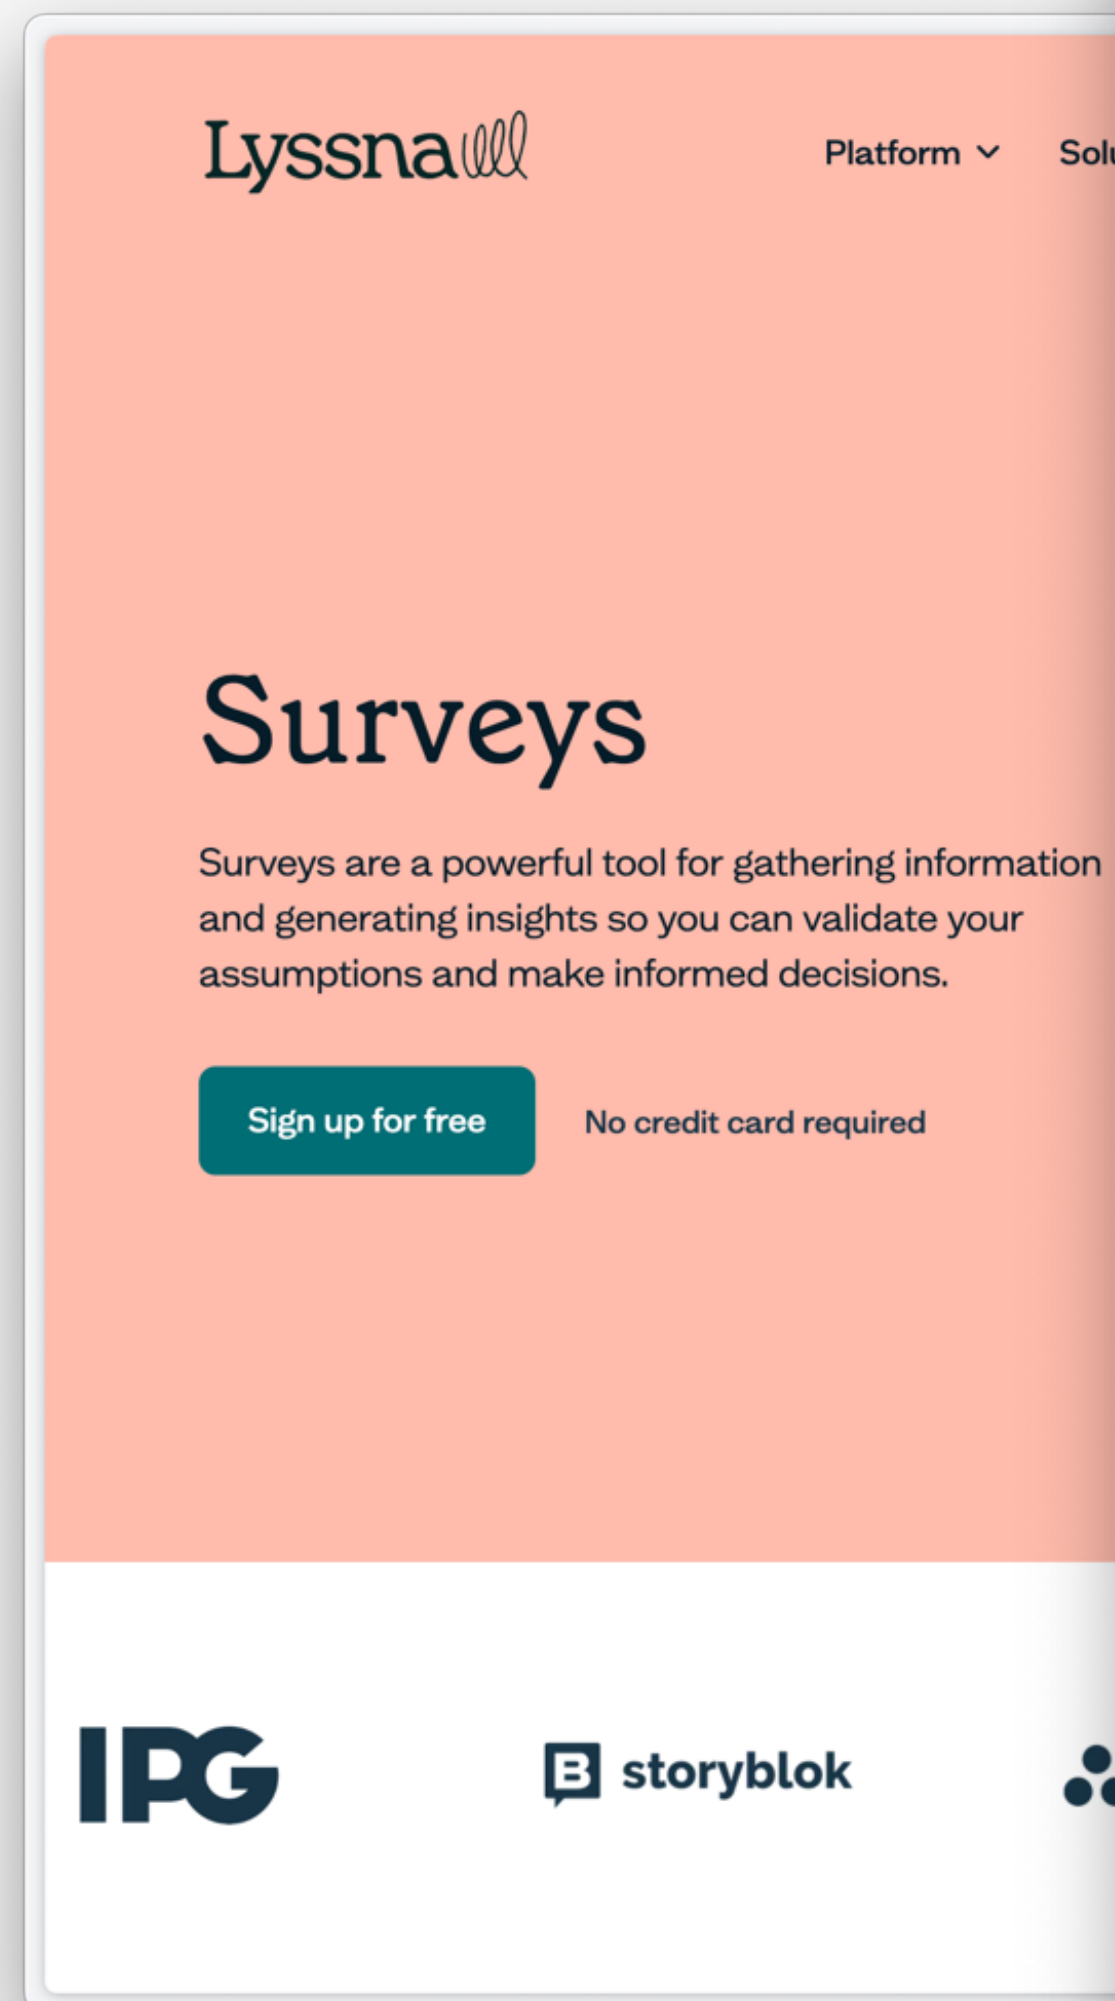 Lyssna
Platform
Surveys
Surveys are a powerful tool for gathering information
and generating insights so you can validate your
assumptions and make informed decisions.
Sign up for free
No credit card required
IPG
B storyblok